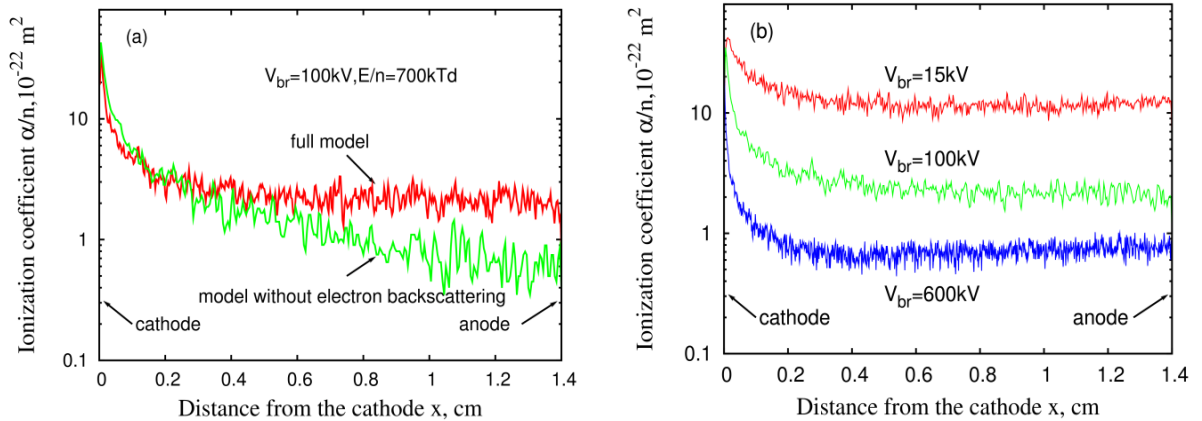 Ionization coefficient α/n,10⁻²² m²
10
1
0.1
(a)
V_br=100kV,E/n=700kTd
full model
model without electron backscattering
cathode
anode
0 0.2 0.4 0.6 0.8 1 1.2 1.4
Distance from the cathode x, cm
Ionization coefficient α/n,10⁻²² m²
10
1
0.1
(b)
V_br=15kV
V_br=100kV
V_br=600kV
cathode
anode
0 0.2 0.4 0.6 0.8 1 1.2 1.4
Distance from the cathode x, cm